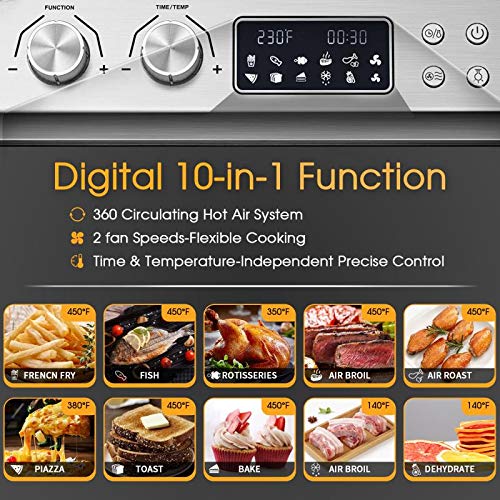 FUNCTION
TIME/TEMP
- + - +
230°F 00:30
Digital 10-in-1 Function
360 Circulating Hot Air System
2 fan Speeds-Flexible Cooking
Time & Temperature-Independent Precise Control
450°F 450°F 350°F 450°F 450°F
FRENCH FRY FISH ROTISSERIES AIR BROIL AIR ROAST
380°F 450°F 450°F 140°F 140°F
PIAZZA TOAST BAKE AIR BROIL DEHYDRATE